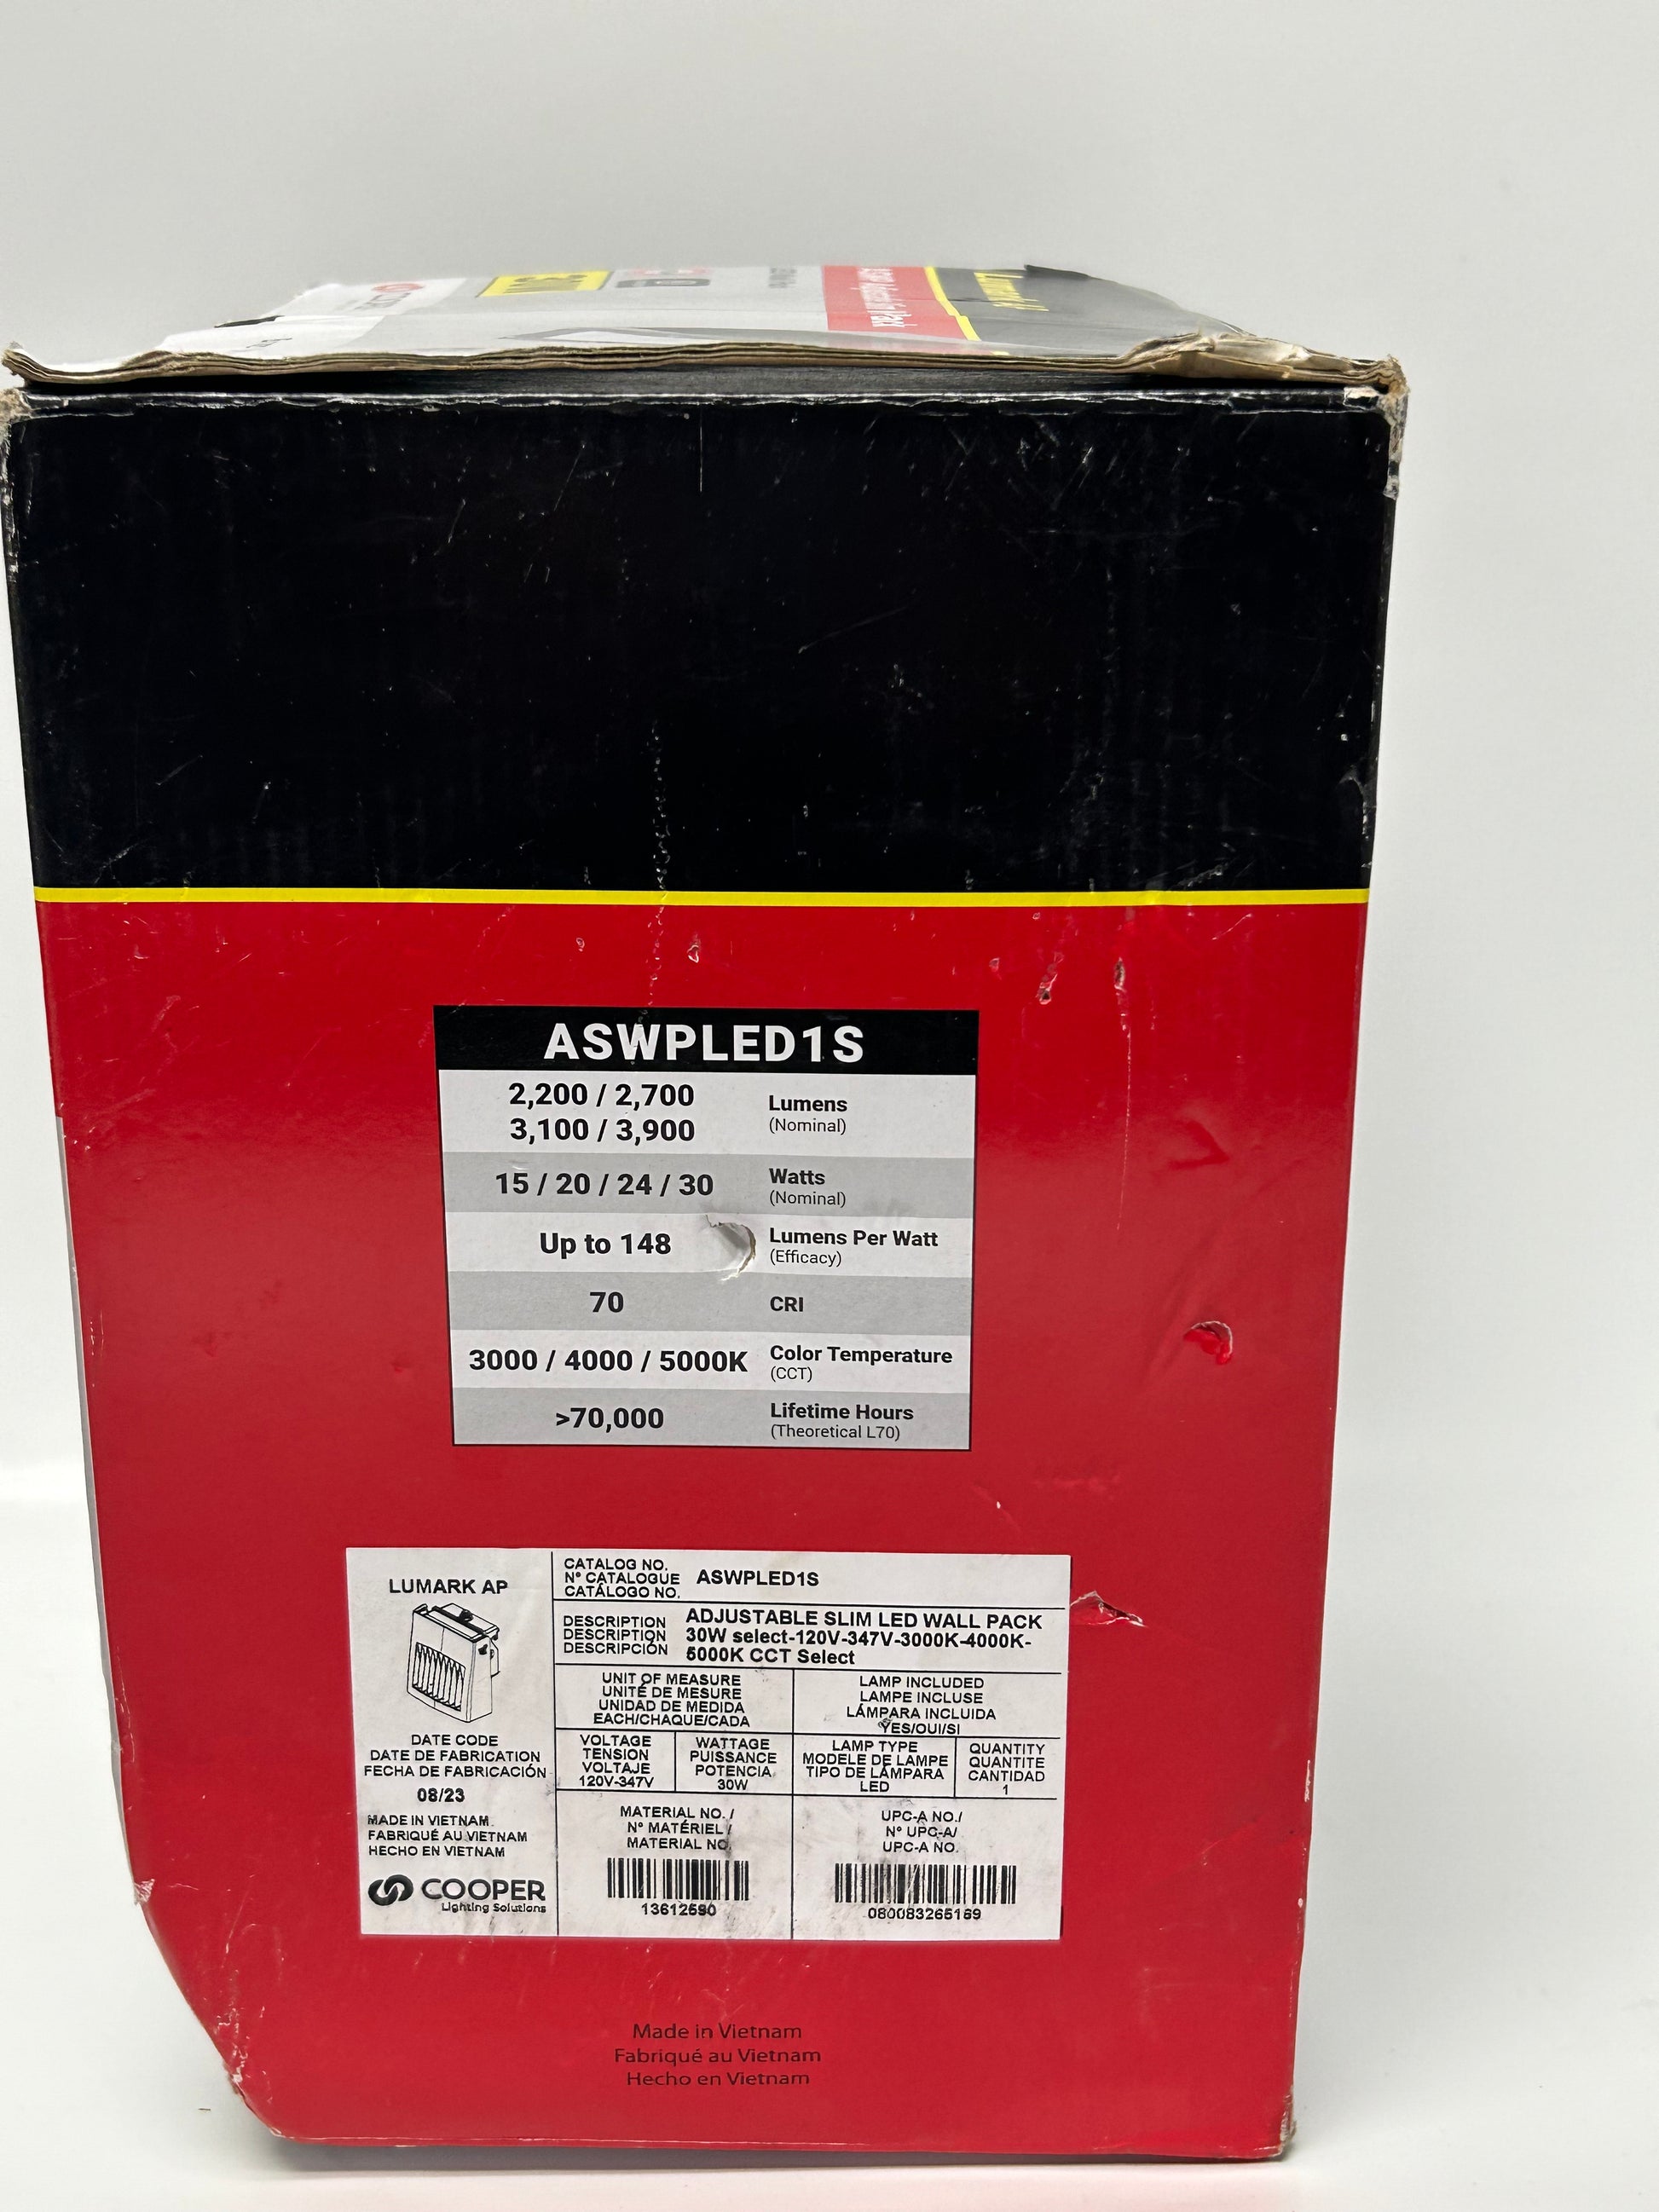 ASWPLED1S
2,200 / 2,700
3,100 / 3,900
Lumens
(Nominal)
15 / 20 / 24 / 30
Watts
(Nominal)
Up to 148
Lumens Per Watt
(Efficacy)
70
CRI
3000 / 4000 / 5000K
Color Temperature
(CCT)
>70,000
Lifetime Hours
(Theoretical L70)
LUMARK AP
DATE CODE
DATE DE FABRICATION
FECHA DE FABRICACIÓN
08/23
MADE IN VIETNAM
FABRIQUÉ AU VIETNAM
HECHO EN VIETNAM
COOPER
Lighting Solutions
CATALOG NO.
N° CATALOGUE
CATÁLOGO NO.
ASWPLED1S
DESCRIPTION
DESCRIPTION
DESCRIPCIÓN
ADJUSTABLE SLIM LED WALL PACK
30W select-120V-347V-3000K-4000K-
5000K CCT Select
UNIT OF MEASURE
UNITÉ DE MESURE
UNIDAD DE MEDIDA
EACH/CHAQUE/CADA
LAMP INCLUDED
LAMPE INCLUSE
LÁMPARA INCLUIDA
YES/OUI/SI
VOLTAGE
TENSION
VOLTAJE
120V-347V
WATTAGE
PUISSANCE
POTENCIA
30W
LAMP TYPE
MODELE DE LAMPE
TIPO DE LÁMPARA
LED
QUANTITY
QUANTITE
CANTIDAD
1
MATERIAL NO. /
N° MATÉRIEL /
MATERIAL NO.
13612590
UPC-A NO./
N° UPC-A/
UPC-A NO.
080083265169
Made in Vietnam
Fabriqué au Vietnam
Hecho en Vietnam